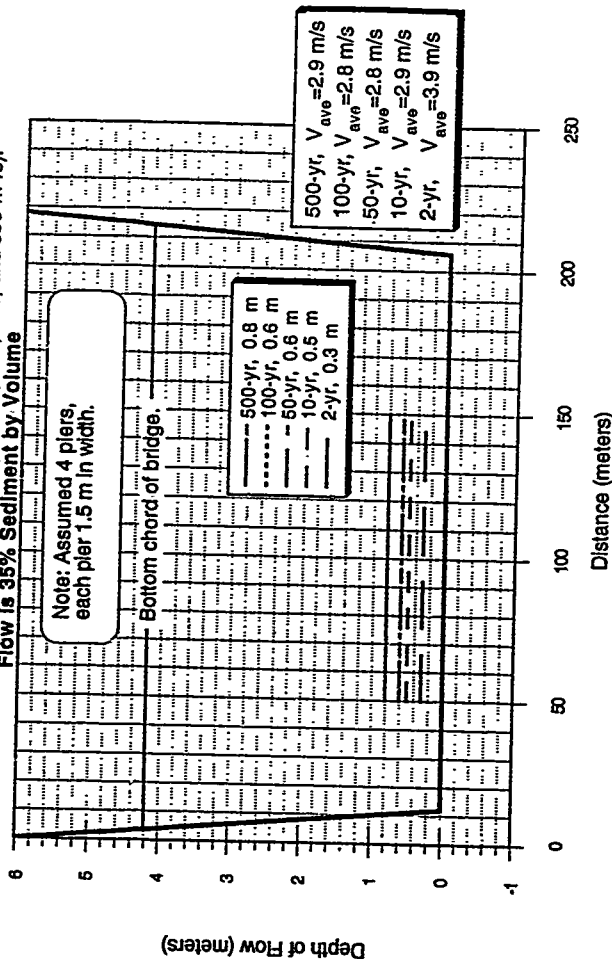 Flow is 35% Sediment by Volume
Note: Assumed 4 piers,
each pier 1.5 m in width.
Bottom chord of bridge.
500-yr, 0.8 m
100-yr, 0.6 m
50-yr, 0.6 m
10-yr, 0.5 m
2-yr, 0.3 m
500-yr, Vave=2.9 m/s
100-yr, Vave=2.8 m/s
50-yr, Vave=2.8 m/s
10-yr, Vave=2.9 m/s
2-yr, Vave=3.9 m/s
Depth of Flow (meters)
6
5
4
3
2
1
0
-1
0
50
100
150
200
250
Distance (meters)